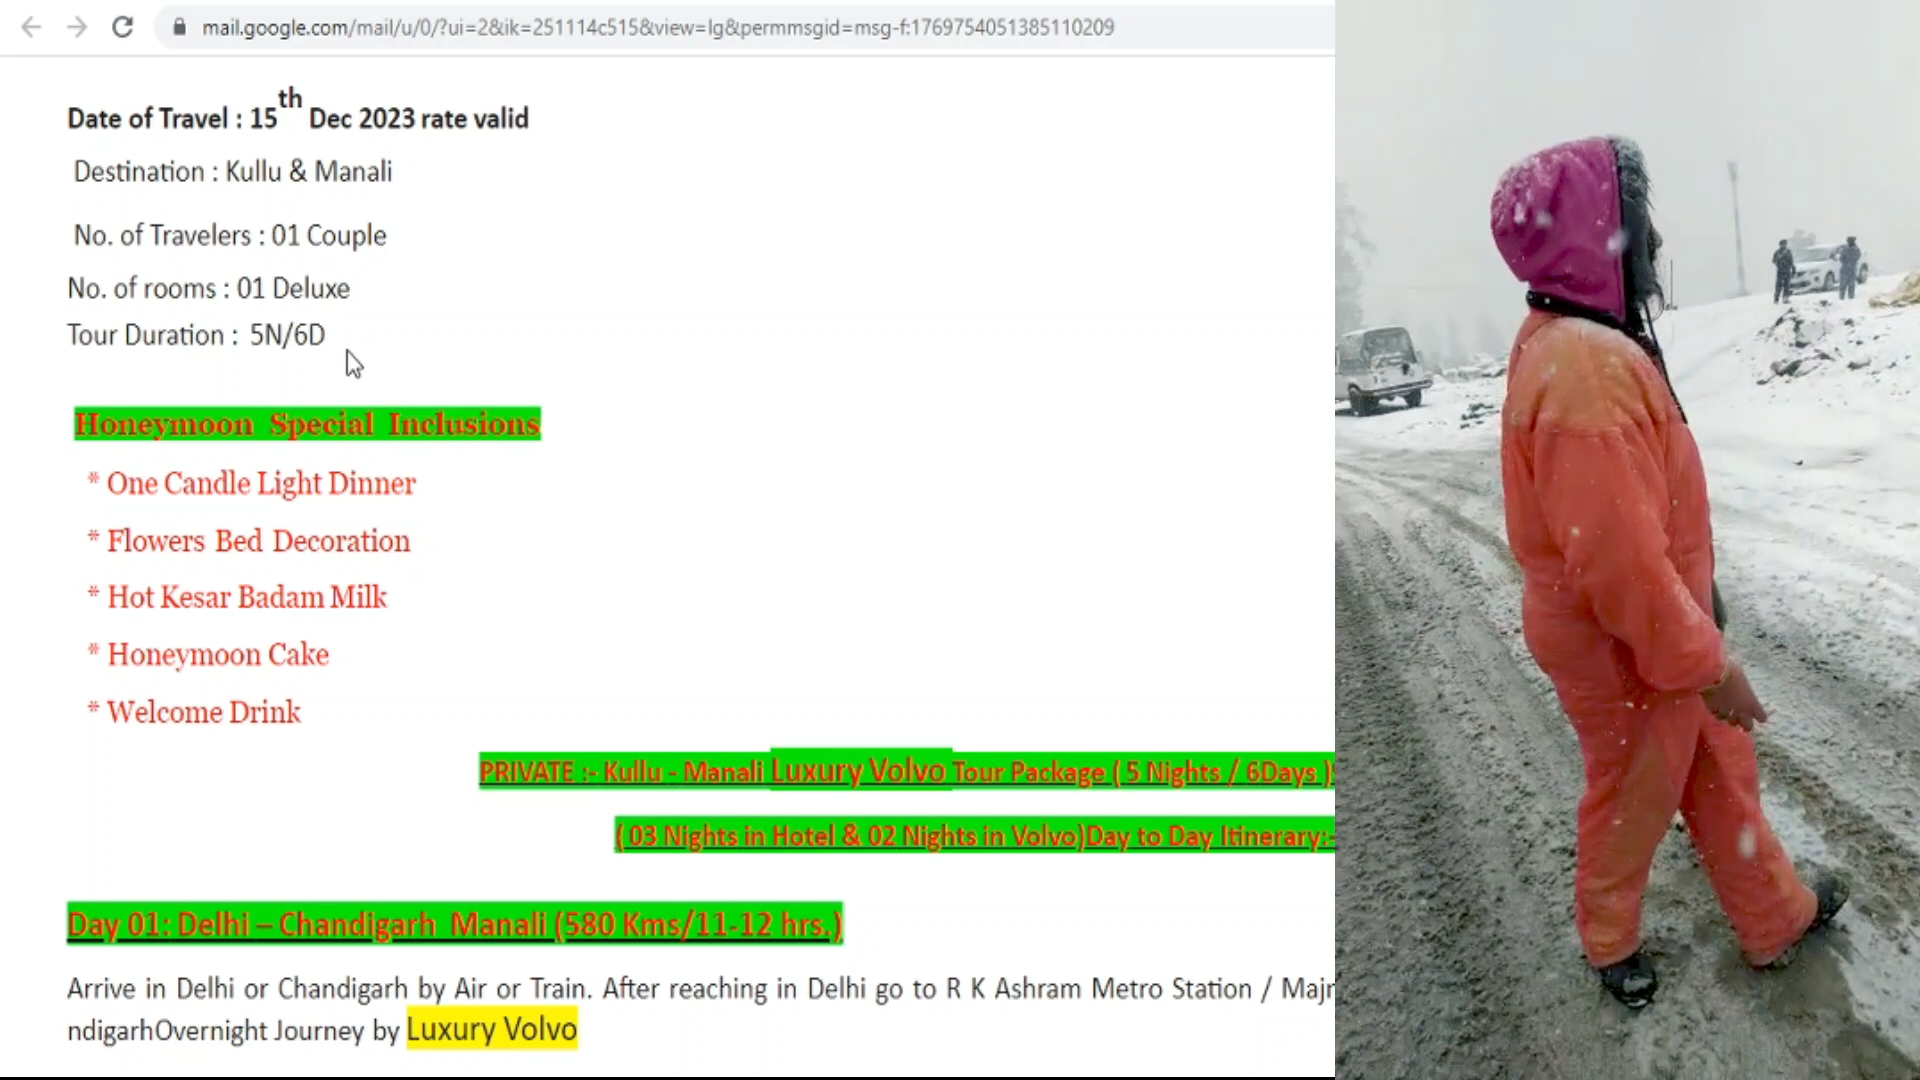 mail.google.com/mail/u/0/?ui=2&ik=251114c515&view=lg&permmsgid=msg-f:1769754051385110209
Date of Travel : 15th Dec 2023 rate valid
Destination : Kullu & Manali
No. of Travelers : 01 Couple
No. of rooms : 01 Deluxe
Tour Duration : 5N/6D
Honeymoon Special Inclusions
* One Candle Light Dinner
* Flowers Bed Decoration
* Hot Kesar Badam Milk
* Honeymoon Cake
* Welcome Drink
PRIVATE :- Kullu - Manali Luxury Volvo Tour Package ( 5 Nights / 6Days )
( 03 Nights in Hotel & 02 Nights in Volvo)Day to Day Itinerary:-
Day 01: Delhi – Chandigarh Manali (580 Kms/11-12 hrs.)
Arrive in Delhi or Chandigarh by Air or Train. After reaching in Delhi go to R K Ashram Metro Station /
ndigarhOvernight Journey by Luxury Volvo